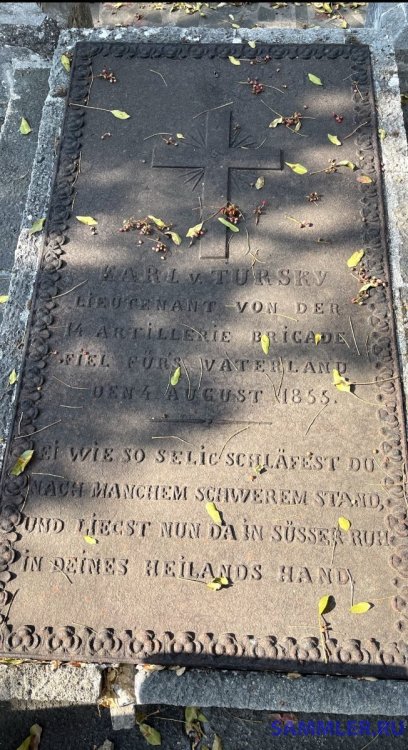 KARL V. TURSKY
LIEUTENANT VON DER
14 ARTILLERIE BRIGADE
FIEL FÜRS VATERLAND
DEN 4. AUGUST 1855.
EI WIE SO SELIG SCHLÄFEST DU
NACH MANCHEM SCHWEREM STAND,
UND LIEGST NUN DA IN SÜSSER RUH
IN DEINES HEILANDS HAND
SAMMLER.RU